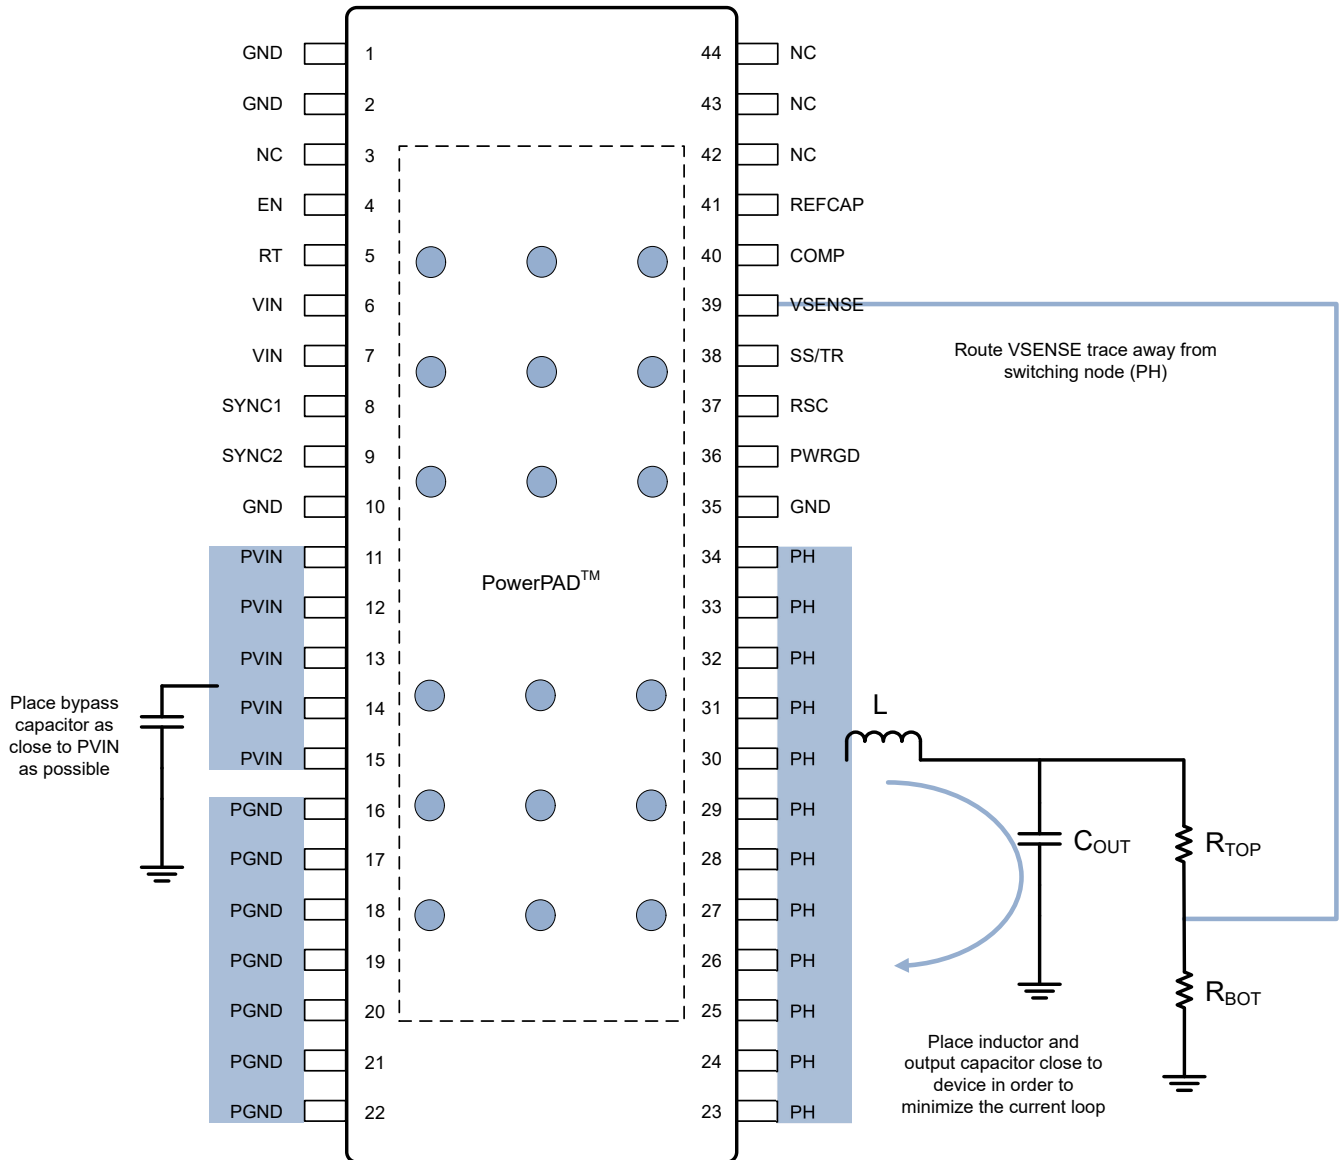 GND 1 44 NC
GND 2 43 NC
NC 3 42 NC
EN 4 41 REFCAP
RT 5 40 COMP
VIN 6 39 VSENSE
VIN 7 38 SS/TR
Route VSENSE trace away from
switching node (PH)
SYNC1 8 37 RSC
SYNC2 9 36 PWRGD
GND 10 35 GND
PVIN 11 34 PH
PowerPAD™
PVIN 12 33 PH
PVIN 13 32 PH
PVIN 14 31 PH
PVIN 15 30 PH
Place bypass
capacitor as
close to PVIN
as possible
L
PGND 16 29 PH
PGND 17 28 PH
COUT
RTOP
PGND 18 27 PH
PGND 19 26 PH
PGND 20 25 PH
RBOT
PGND 21 24 PH
PGND 22 23 PH
Place inductor and
output capacitor close to
device in order to
minimize the current loop